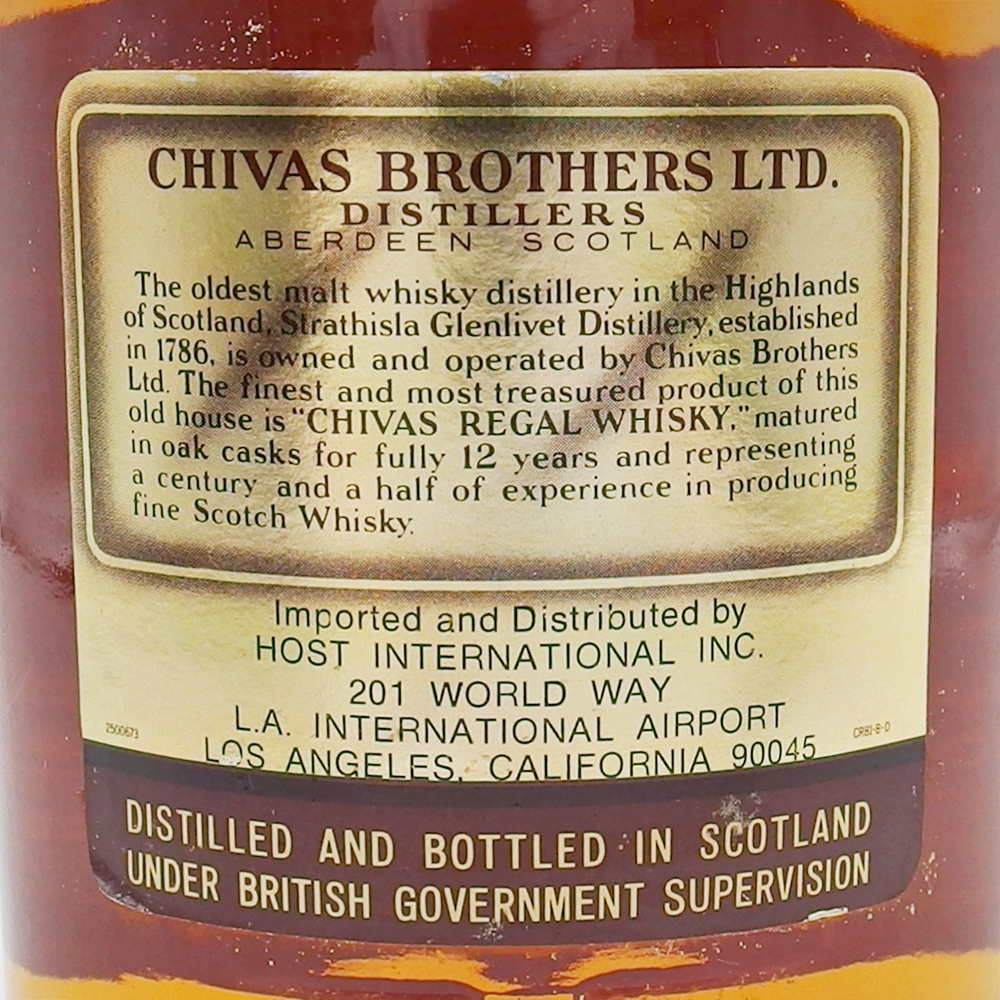 CHIVAS BROTHERS LTD.
DISTILLERS
ABERDEEN SCOTLAND
The oldest malt whisky distillery in the Highlands
of Scotland, Strathisla Glenlivet Distillery, established
in 1786, is owned and operated by Chivas Brothers
Ltd. The finest and most treasured product of this
old house is "CHIVAS REGAL WHISKY," matured
in oak casks for fully 12 years and representing
a century and a half of experience in producing
fine Scotch Whisky.
Imported and Distributed by
HOST INTERNATIONAL INC.
201 WORLD WAY
L.A. INTERNATIONAL AIRPORT
2500673
CRB1-B-D
LOS ANGELES, CALIFORNIA 90045
DISTILLED AND BOTTLED IN SCOTLAND
UNDER BRITISH GOVERNMENT SUPERVISION